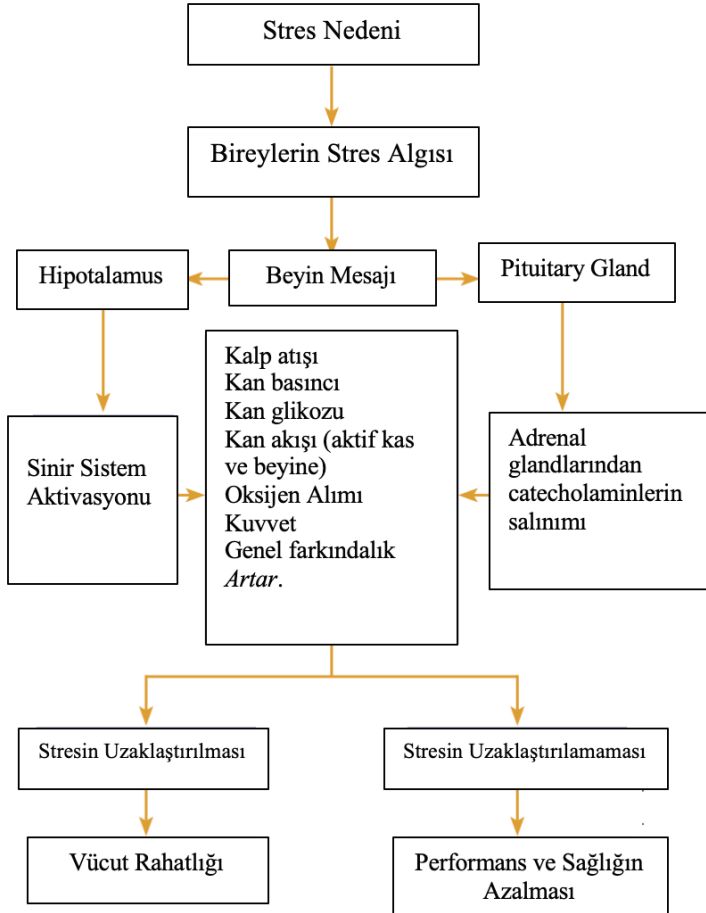 Stres Nedeni
Bireylerin Stres Algısı
Hipotalamus
Beyin Mesajı
Pituitary Gland
Sinir Sistem
Aktivasyonu
Kalp atışı
Kan basıncı
Kan glikozu
Kan akışı (aktif kas
ve beyine)
Oksijen Alımı
Kuvvet
Genel farkındalık
Artar.
Adrenal
glandlarından
catecholaminlerin
salınımı
Stresin Uzaklaştırılması
Stresin Uzaklaştırılamaması
Vücut Rahatlığı
Performans ve Sağlığın
Azalması